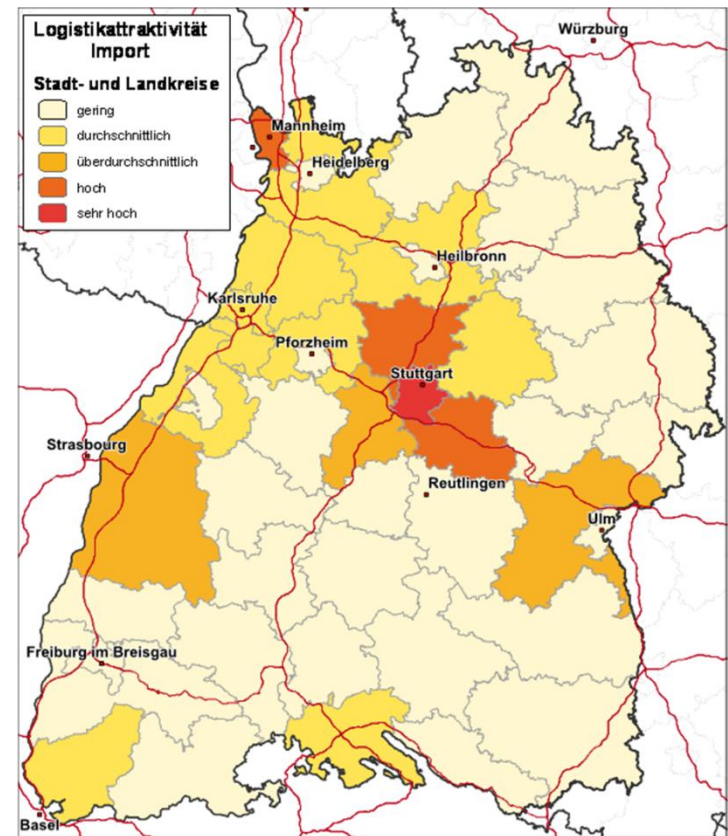 Logistikattraktivität
Import
Stadt- und Landkreise
gering
durchschnittlich
überdurchschnittlich
hoch
sehr hoch
Würzburg
Mannheim
Heidelberg
Heilbronn
Karlsruhe
Pforzheim
Stuttgart
Strasbourg
Reutlingen
Ulm
Freiburg im Breisgau
Basel